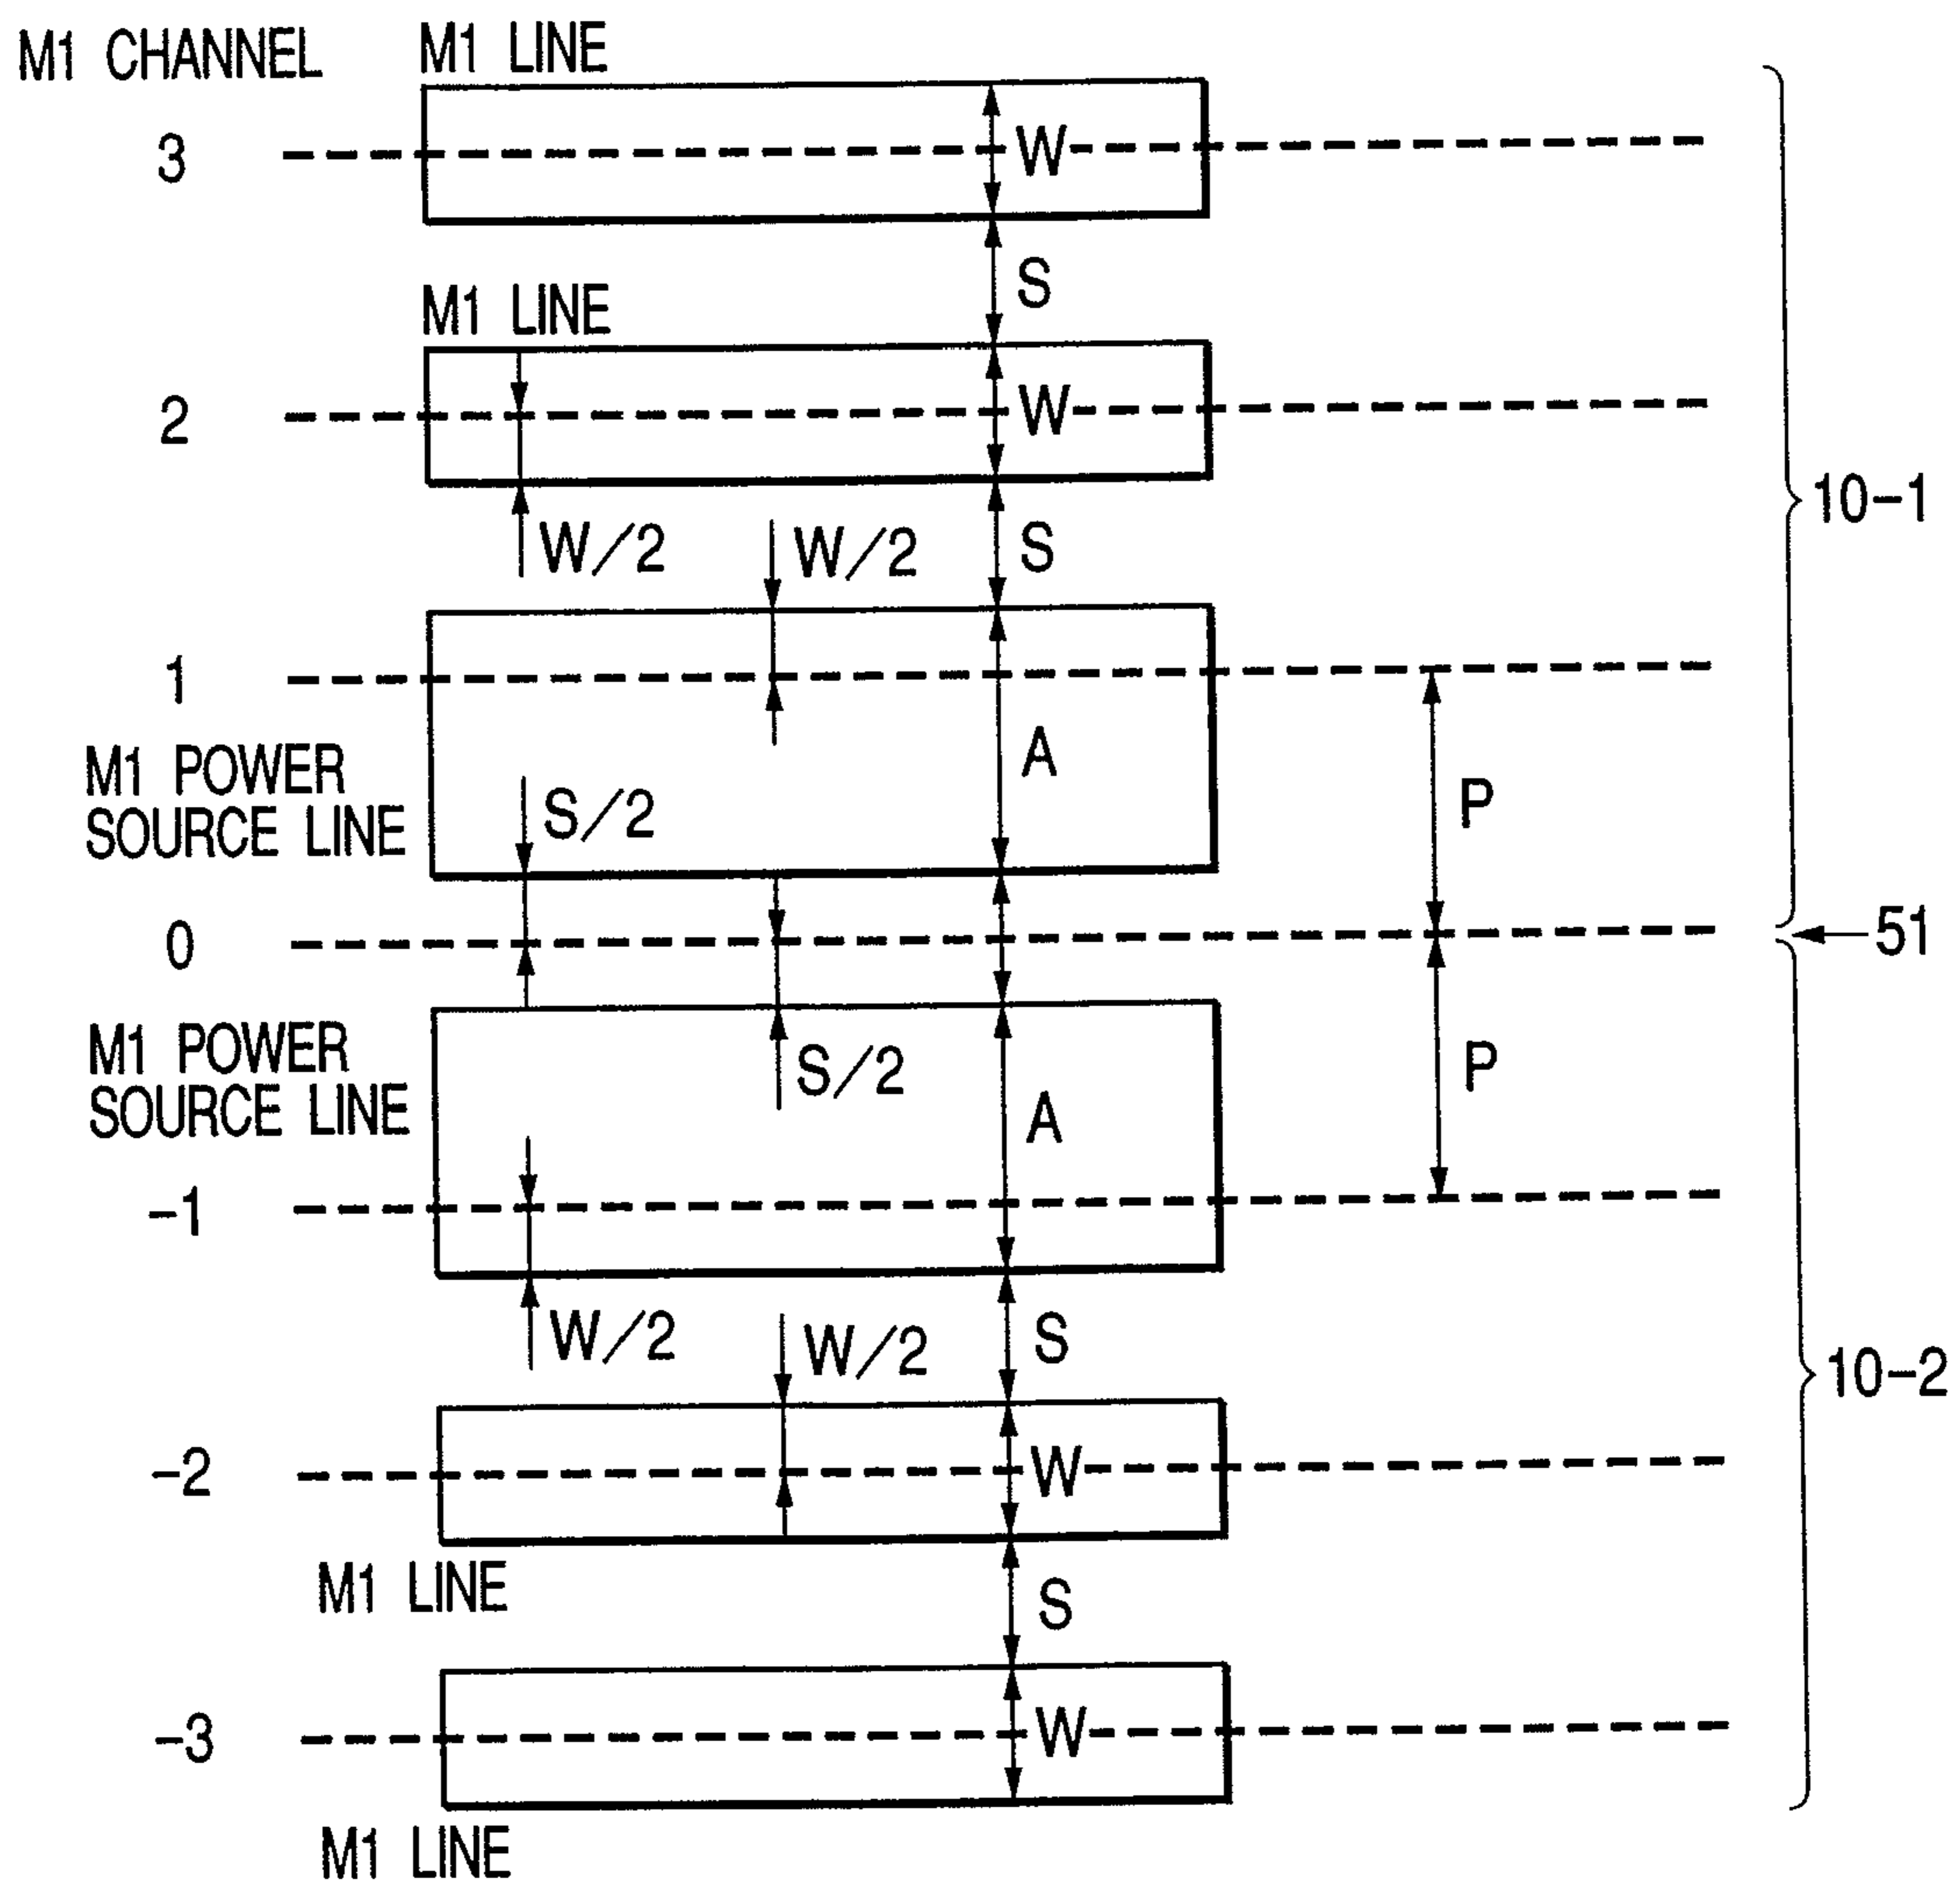 M1 CHANNEL
M1 LINE
3
W
S
M1 LINE
2
W
10-1
W/2
W/2
S
1
A
M1 POWER
SOURCE LINE
S/2
P
0
51
M1 POWER
SOURCE LINE
S/2
P
A
-1
W/2
W/2
S
10-2
-2
W
M1 LINE
S
-3
W
M1 LINE